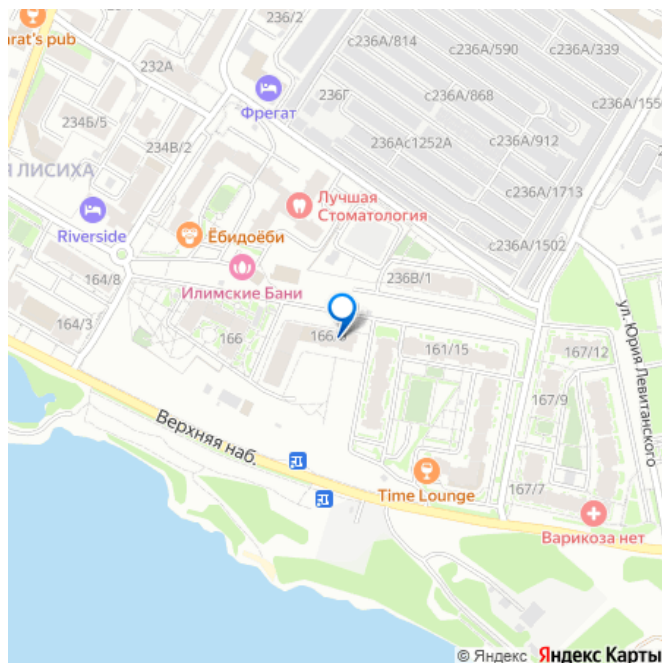 236/2
arat's pub
с236А/814
с236А/590
с236А/339
232А
236Г
с236А/868
с236А/155
Фрегат
234Б/5
234В/2
236Ас1252А
с236А/912
Я ЛИСИХА
Лучшая
Стоматология
с236А/1713
Riverside
Ёбидоёби
с236А/1502
164/8
Илимские Бани
236В/1
164/3
166
161/15
167/12
ул. Юрия Левитанского
167/9
Верхняя наб.
Time Lounge
167/7
Варикоза нет
© Яндекс
Яндекс Карты